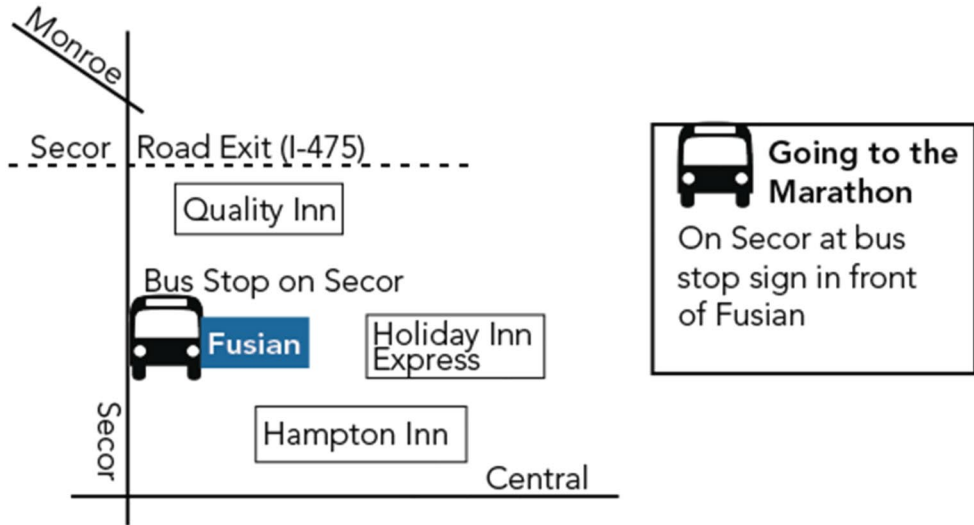 Monroe
Secor Road Exit (I-475)
Quality Inn
Bus Stop on Secor
Fusian
Holiday Inn
Express
Hampton Inn
Secor
Central
Going to the
Marathon
On Secor at bus
stop sign in front
of Fusian